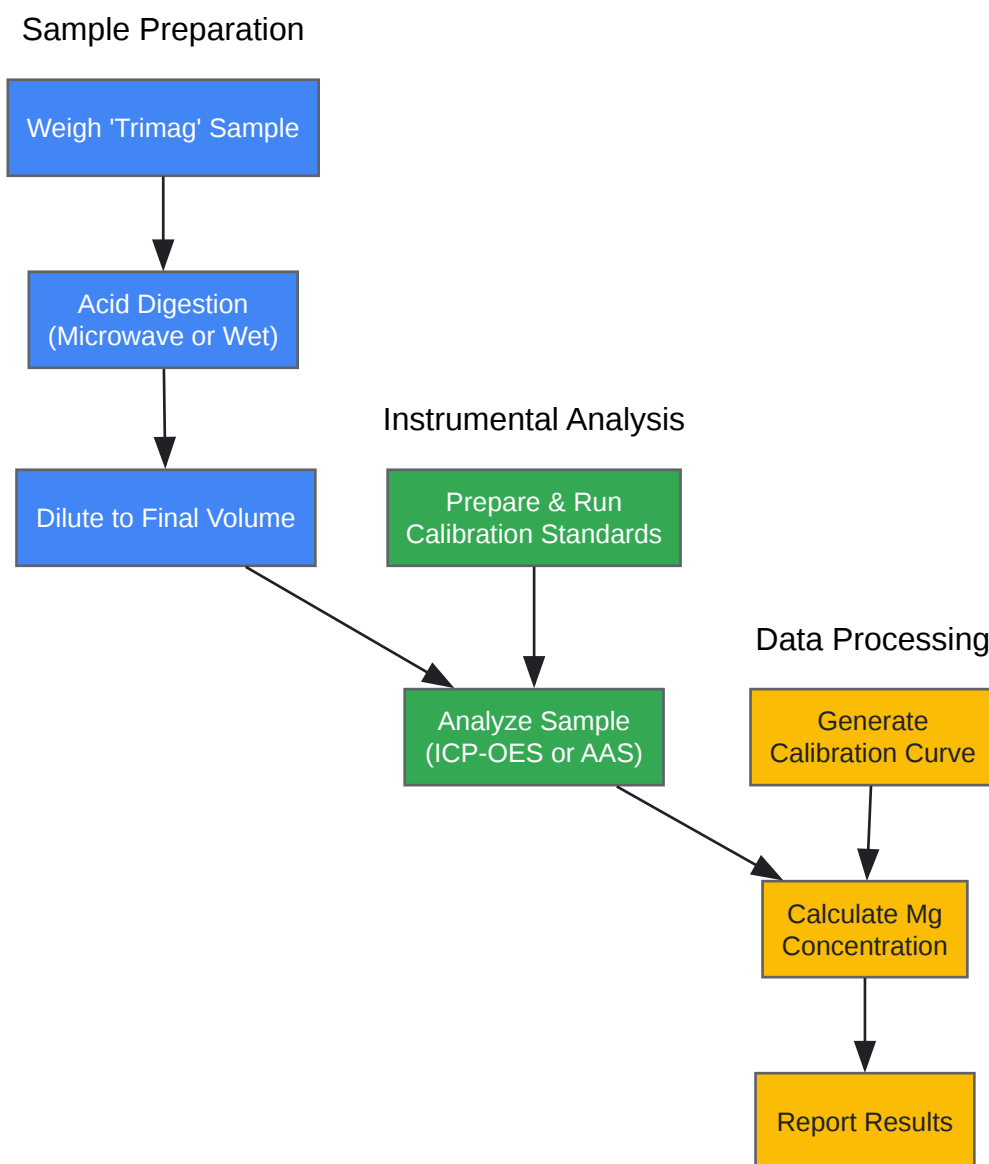 Sample Preparation
Weigh 'Trimag' Sample
Acid Digestion
(Microwave or Wet)
Dilute to Final Volume
Instrumental Analysis
Prepare & Run
Calibration Standards
Analyze Sample
(ICP-OES or AAS)
Data Processing
Generate
Calibration Curve
Calculate Mg
Concentration
Report Results